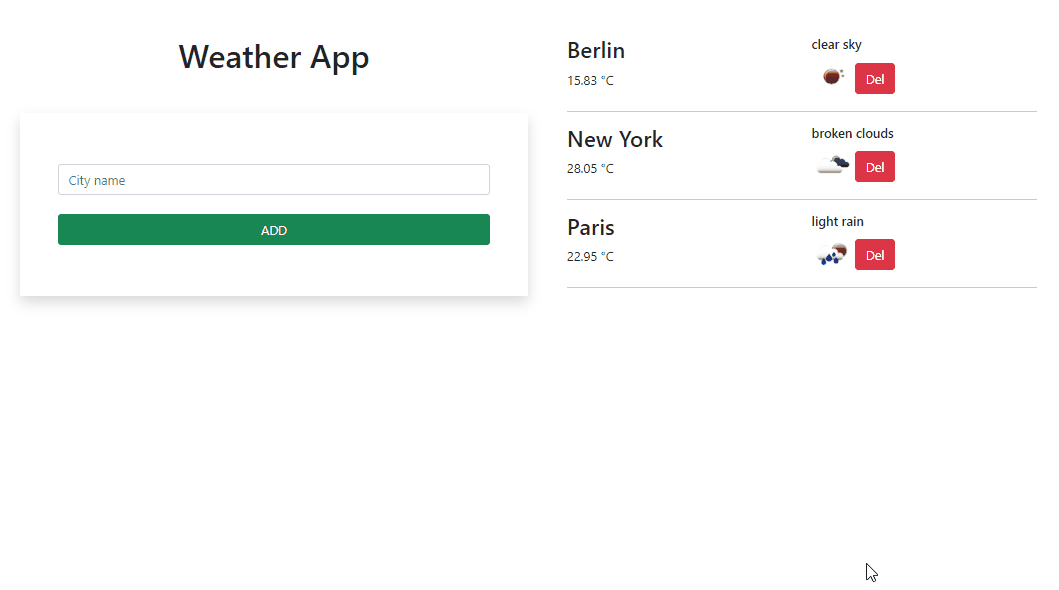 Weather App
City name
ADD
Berlin
clear sky
15.83 °C
Del
New York
broken clouds
28.05 °C
Del
Paris
light rain
22.95 °C
Del